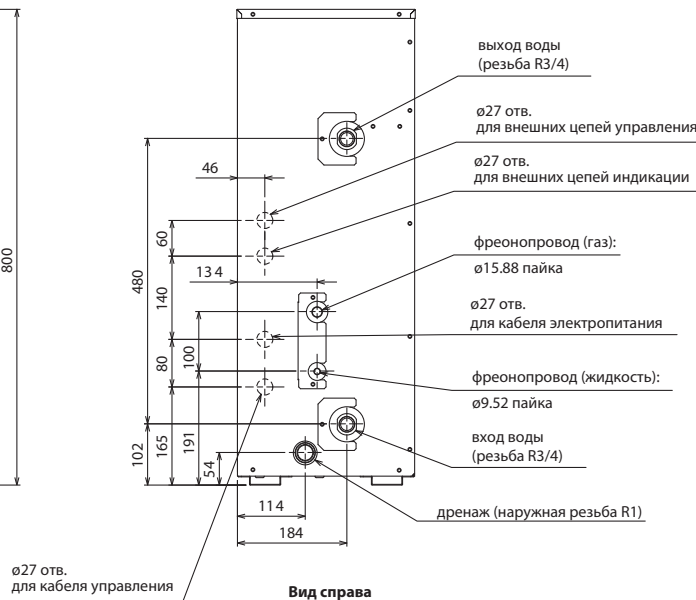 выход воды
(резьба R3/4)
ø27 отв.
для внешних цепей управления
46
ø27 отв.
для внешних цепей индикации
60
800
480
134
фреонопровод (газ):
ø15.88 пайка
140
ø27 отв.
для кабеля электропитания
100
80
фреонопровод (жидкость):
ø9.52 пайка
вход воды
(резьба R3/4)
102
165
191
54
114
дренаж (наружная резьба R1)
184
ø27 отв.
для кабеля управления
Вид справа